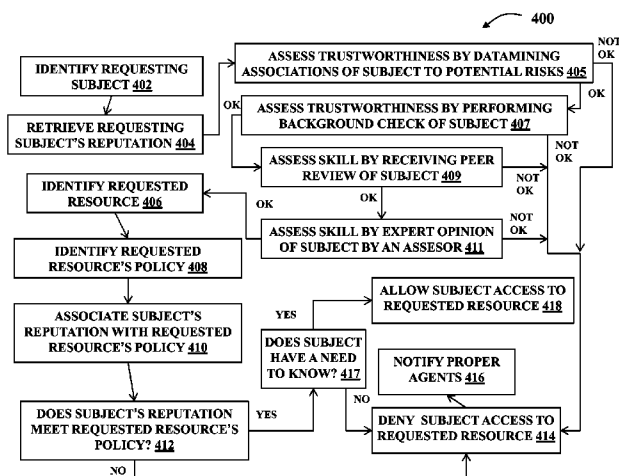 400
IDENTIFY REQUESTING
SUBJECT 402
RETRIEVE REQUESTING
SUBJECT'S REPUTATION 404
ASSESS TRUSTWORTHINESS BY DATAMINING
ASSOCIATIONS OF SUBJECT TO POTENTIAL RISKS 405
NOT
OK
OK
ASSESS TRUSTWORTHINESS BY PERFORMING
BACKGROUND CHECK OF SUBJECT 407
OK
NOT
OK
ASSESS SKILL BY RECEIVING PEER
REVIEW OF SUBJECT 409
NOT
OK
OK
ASSESS SKILL BY EXPERT OPINION
OF SUBJECT BY AN ASSESOR 411
NOT
OK
OK
IDENTIFY REQUESTED
RESOURCE 406
IDENTIFY REQUESTED
RESOURCE'S POLICY 408
ASSOCIATE SUBJECT'S
REPUTATION WITH REQUESTED
RESOURCE'S POLICY 410
DOES SUBJECT'S REPUTATION
MEET REQUESTED RESOURCE'S
POLICY? 412
YES
NO
DOES SUBJECT
HAVE A NEED
TO KNOW? 417
YES
NO
ALLOW SUBJECT ACCESS TO
REQUESTED RESOURCE 418
NOTIFY PROPER
AGENTS 416
DENY SUBJECT ACCESS TO
REQUESTED RESOURCE 414